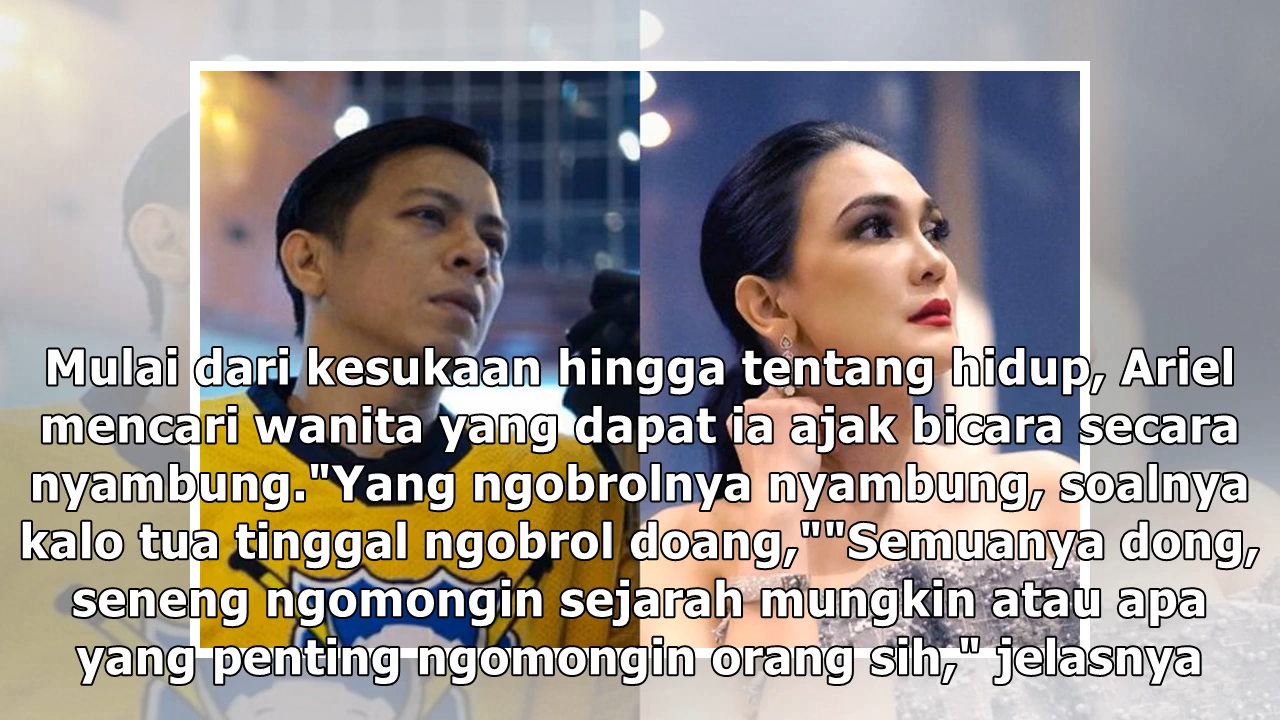 Mulai dari kesukaan hingga tentang hidup, Ariel
mencari wanita yang dapat ia ajak bicara secara
nyambung."Yang ngobrolnya nyambung, soalnya
kalo tua tinggal ngobrol doang,""Semuanya dong,
seneng ngomongin sejarah mungkin atau apa
yang penting ngomongin orang sih," jelasnya